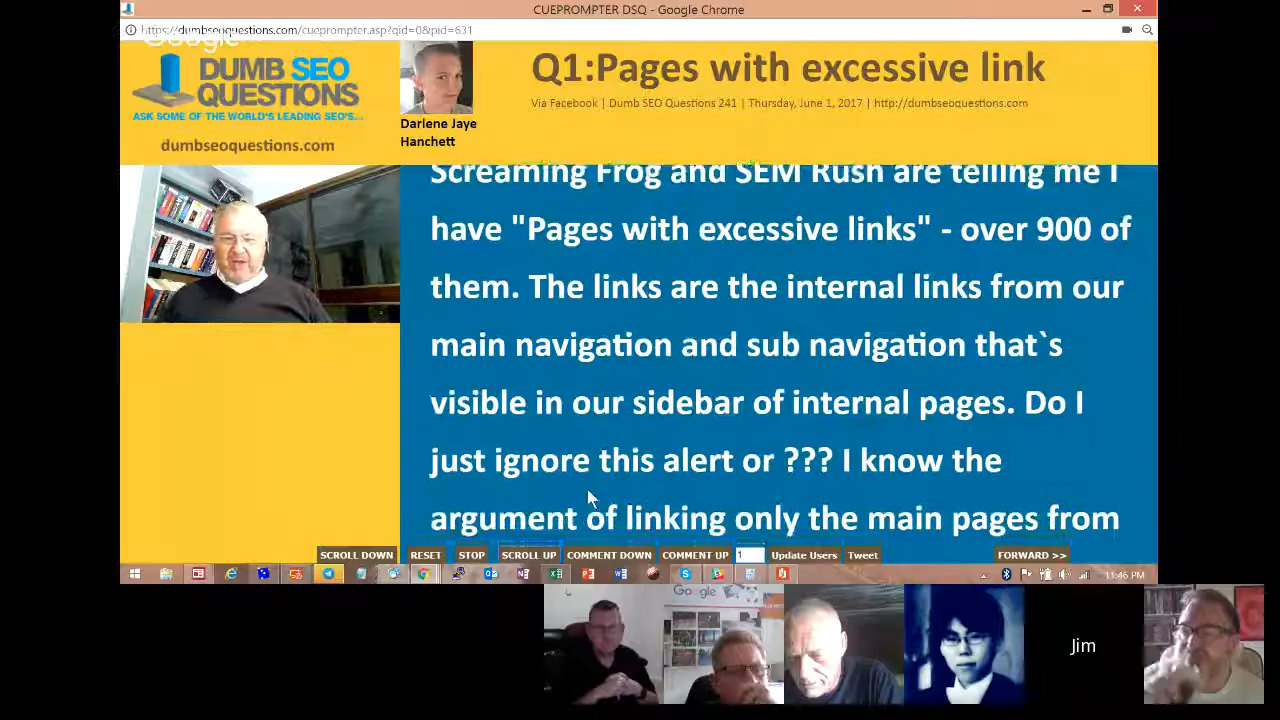 CUEPROMPTER DSQ - Google Chrome
https://dumbseoquestions.com/cueprompter.asp?qid=0&pid=631
Google
DUMB SEO
QUESTIONS
ASK SOME OF THE WORLD'S LEADING SEO'S...
dumbseoquestions.com
Darlene Jaye
Hanchett
Q1:Pages with excessive link
Via Facebook | Dumb SEO Questions 241 | Thursday, June 1, 2017 | http://dumbseoquestions.com
Screaming Frog and SEM Rush are telling me I
have "Pages with excessive links" - over 900 of
them. The links are the internal links from our
main navigation and sub navigation that`s
visible in our sidebar of internal pages. Do I
just ignore this alert or ??? I know the
argument of linking only the main pages from
SCROLL DOWN RESET STOP SCROLL UP COMMENT DOWN COMMENT UP 1 Update Users Tweet FORWARD >>
11:46 PM
Google
Jim